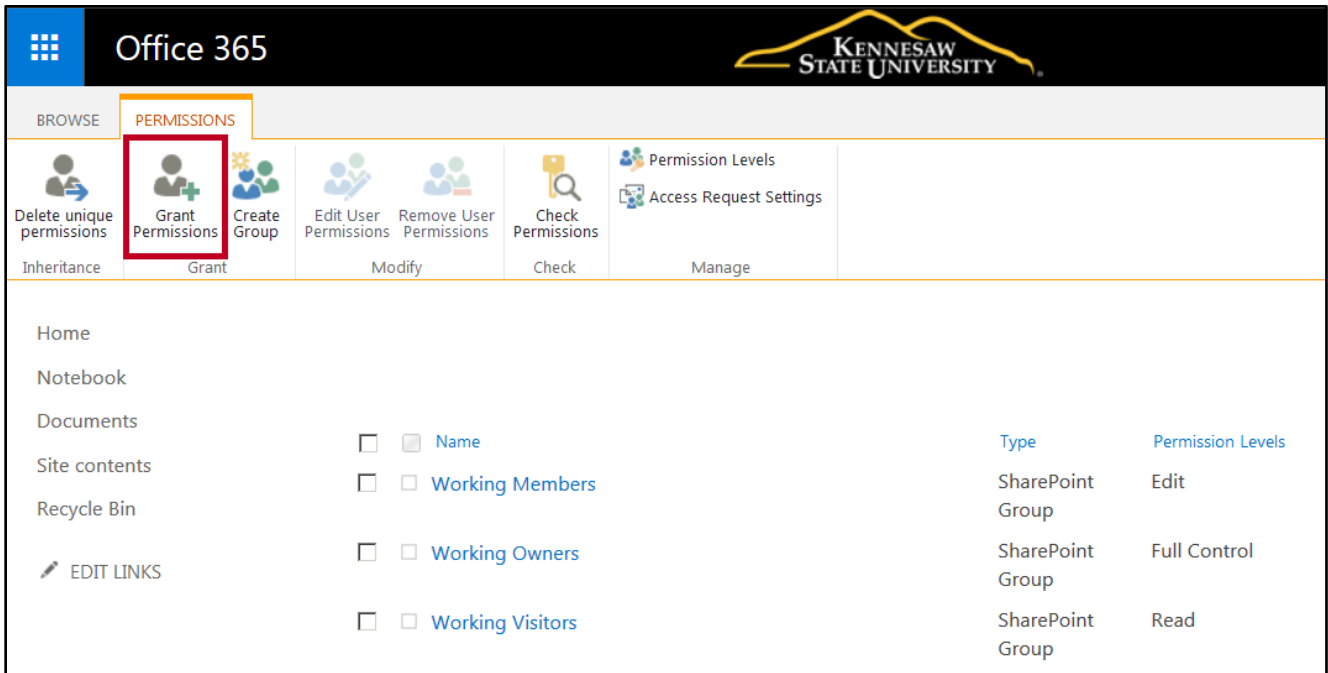 Office 365
KENNESAW
STATE UNIVERSITY
BROWSE PERMISSIONS
Delete unique
permissions
Grant
Permissions
Create
Group
Edit User
Permissions
Remove User
Permissions
Check
Permissions
Permission Levels
Access Request Settings
Inheritance Grant Modify Check Manage
Home
Notebook
Documents
Site contents
Recycle Bin
EDIT LINKS
Name Type Permission Levels
Working Members SharePoint Edit
Group
Working Owners SharePoint Full Control
Group
Working Visitors SharePoint Read
Group